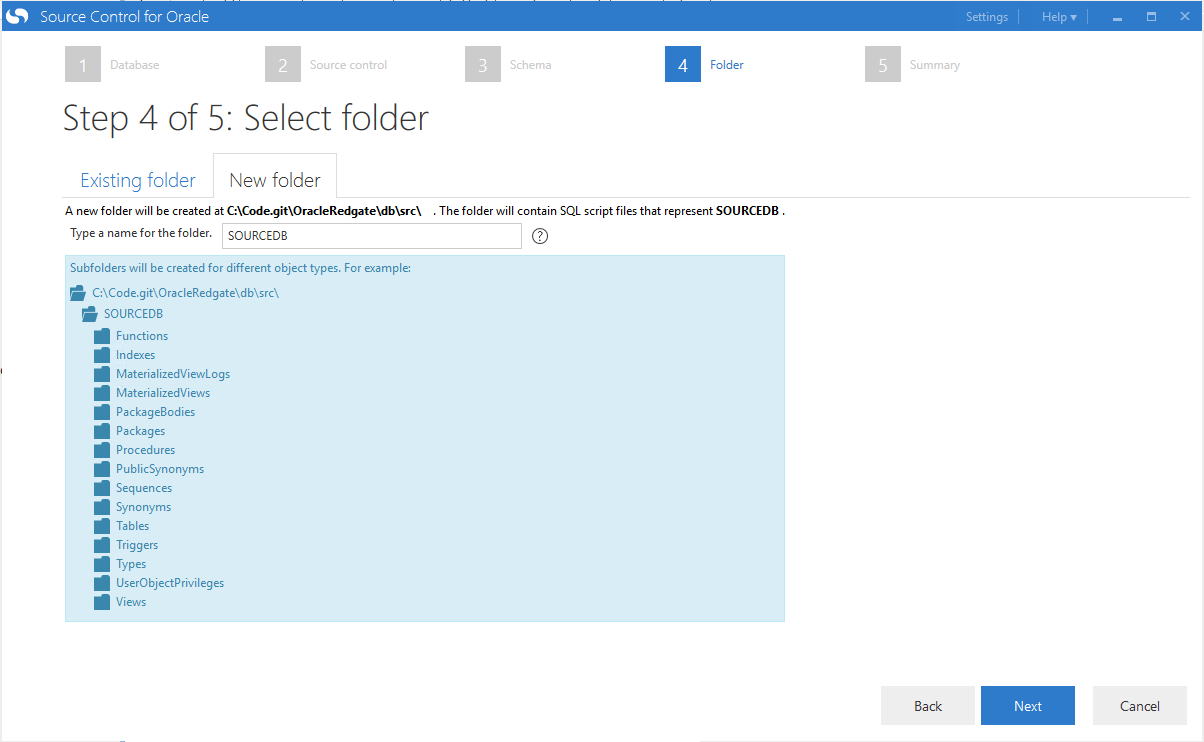 Source Control for Oracle Settings Help ▾
1 Database 2 Source control 3 Schema 4 Folder 5 Summary
Step 4 of 5: Select folder
Existing folder New folder
A new folder will be created at C:\Code.git\OracleRedgate\db\src\ . The folder will contain SQL script files that represent SOURCEDB .
Type a name for the folder. SOURCEDB ?
Subfolders will be created for different object types. For example:
C:\Code.git\OracleRedgate\db\src\
SOURCEDB
Functions
Indexes
MaterializedViewLogs
MaterializedViews
PackageBodies
Packages
Procedures
PublicSynonyms
Sequences
Synonyms
Tables
Triggers
Types
UserObjectPrivileges
Views
Back Next Cancel